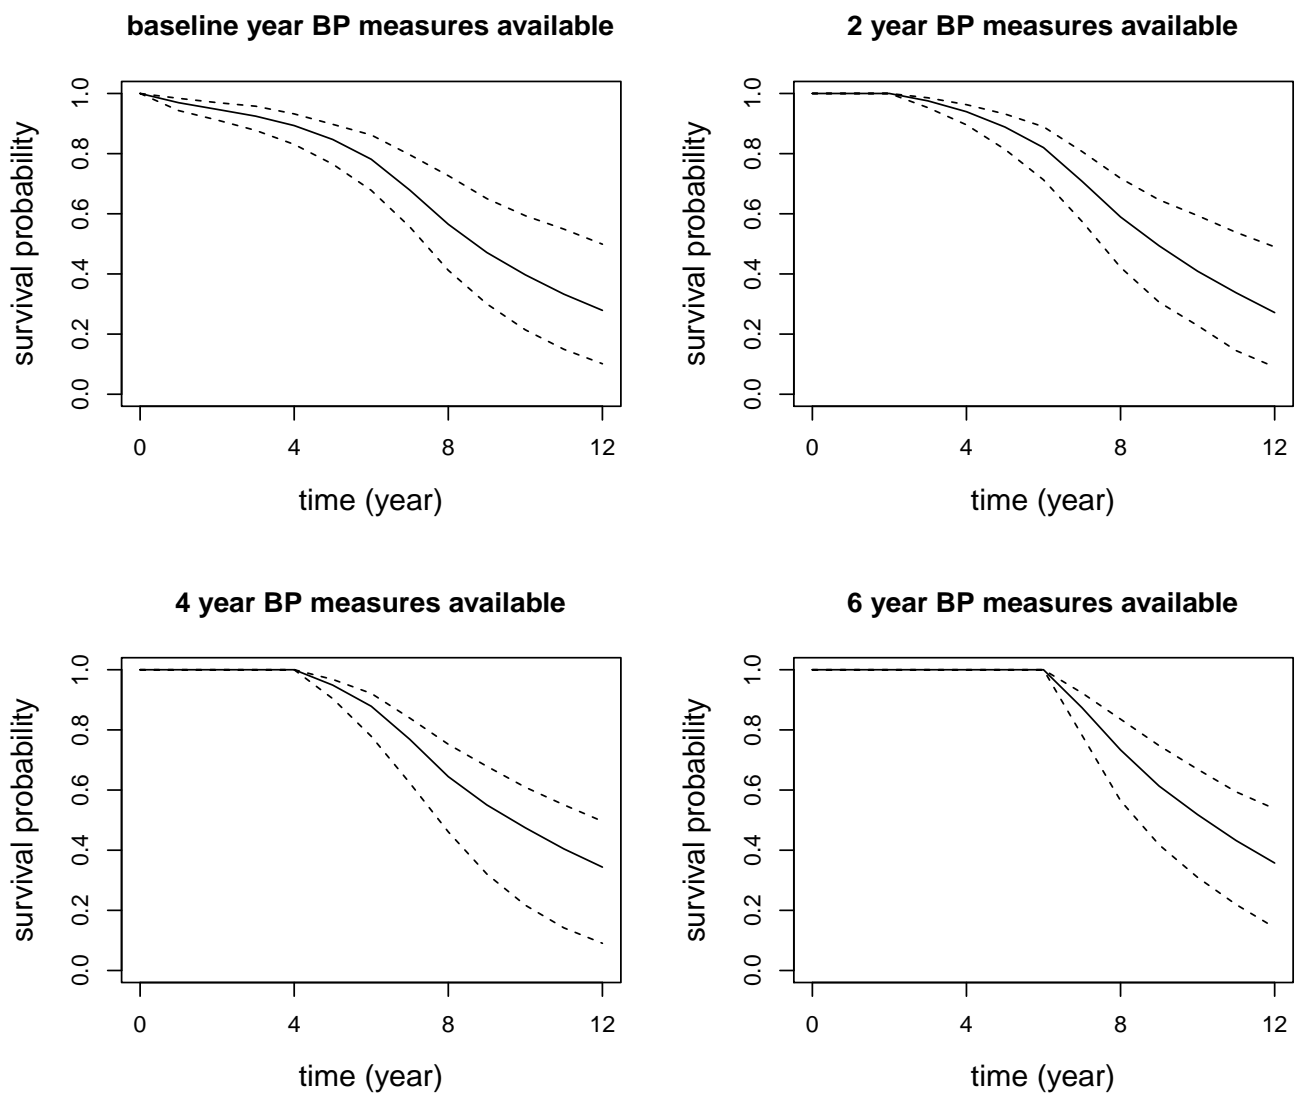 baseline year BP measures available
survival probability
0.0 0.2 0.4 0.6 0.8 1.0
0 4 8 12
time (year)
2 year BP measures available
survival probability
0.0 0.2 0.4 0.6 0.8 1.0
0 4 8 12
time (year)
4 year BP measures available
survival probability
0.0 0.2 0.4 0.6 0.8 1.0
0 4 8 12
time (year)
6 year BP measures available
survival probability
0.0 0.2 0.4 0.6 0.8 1.0
0 4 8 12
time (year)